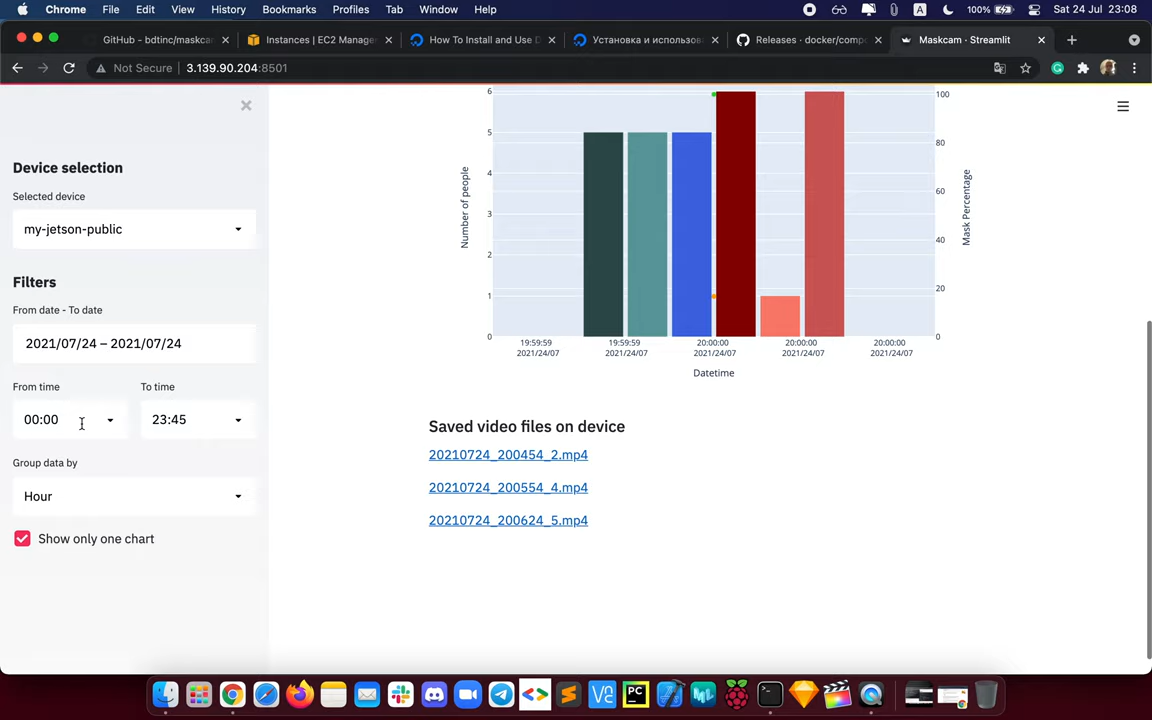 Chrome File Edit View History Bookmarks Profiles Tab Window Help A 100% Sat 24 Jul 23:08
GitHub - bdtinc/maskca Instances | EC2 Manage How To Install and Use D Установка и использов Releases · docker/comp Maskcam · Streamlit
Not Secure 3.139.90.204:8501
Device selection
Selected device
my-jetson-public
Filters
From date - To date
2021/07/24 – 2021/07/24
From time To time
00:00 23:45
Group data by
Hour
Show only one chart
Number of people
6
5
4
3
2
1
0
100
80
60
40
20
0
Mask Percentage
19:59:59 19:59:59 20:00:00 20:00:00 20:00:00
2021/24/07 2021/24/07 2021/24/07 2021/24/07 2021/24/07
Datetime
Saved video files on device
20210724_200454_2.mp4
20210724_200554_4.mp4
20210724_200624_5.mp4
PC